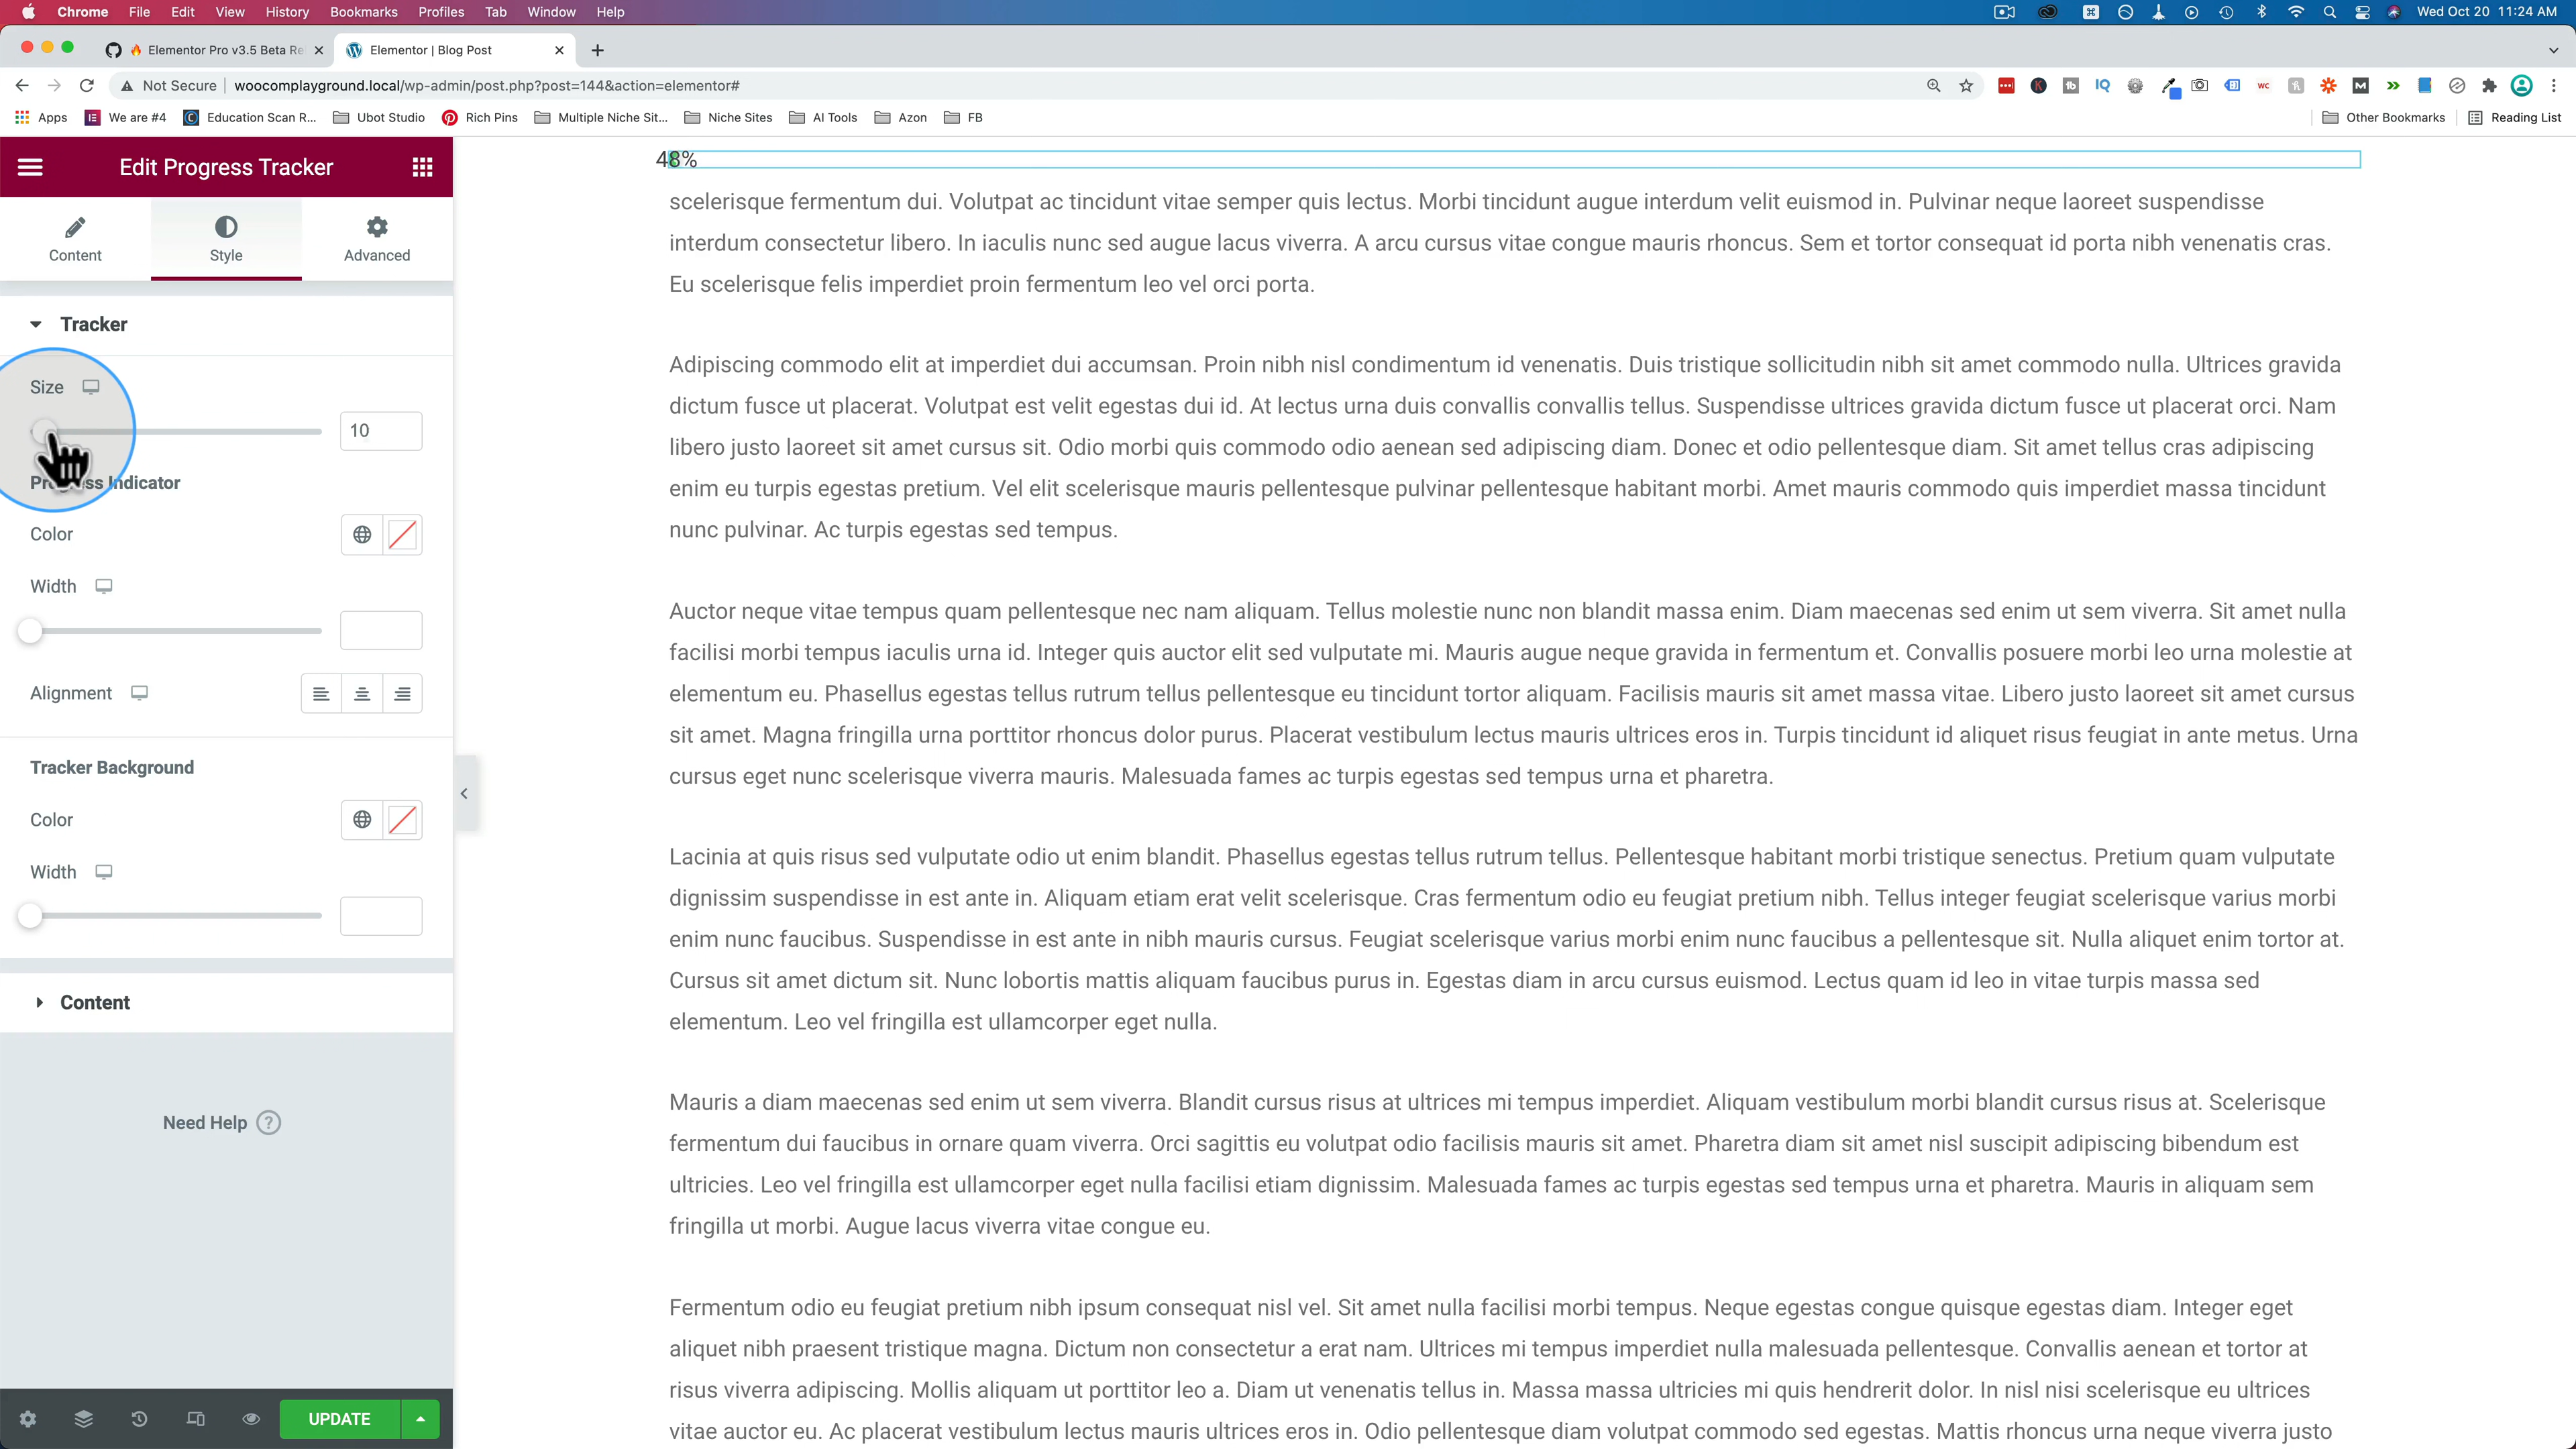 Chrome File Edit View History Bookmarks Profiles Tab Window Help
Wed Oct 20 11:24 AM
🔥 Elementor Pro v3.5 Beta Re
Elementor | Blog Post
Not Secure | woocomplayground.local/wp-admin/post.php?post=144&action=elementor#
Apps We are #4 Education Scan R... Ubot Studio Rich Pins Multiple Niche Sit... Niche Sites AI Tools Azon FB Other Bookmarks Reading List
Edit Progress Tracker
Content Style Advanced
Tracker
Size
10
Progress Indicator
Color
Width
Alignment
Tracker Background
Color
Width
Content
Need Help ?
UPDATE
48%
scelerisque fermentum dui. Volutpat ac tincidunt vitae semper quis lectus. Morbi tincidunt augue interdum velit euismod in. Pulvinar neque laoreet suspendisse
interdum consectetur libero. In iaculis nunc sed augue lacus viverra. A arcu cursus vitae congue mauris rhoncus. Sem et tortor consequat id porta nibh venenatis cras.
Eu scelerisque felis imperdiet proin fermentum leo vel orci porta.
Adipiscing commodo elit at imperdiet dui accumsan. Proin nibh nisl condimentum id venenatis. Duis tristique sollicitudin nibh sit amet commodo nulla. Ultrices gravida
dictum fusce ut placerat. Volutpat est velit egestas dui id. At lectus urna duis convallis convallis tellus. Suspendisse ultrices gravida dictum fusce ut placerat orci. Nam
libero justo laoreet sit amet cursus sit. Odio morbi quis commodo odio aenean sed adipiscing diam. Donec et odio pellentesque diam. Sit amet tellus cras adipiscing
enim eu turpis egestas pretium. Vel elit scelerisque mauris pellentesque pulvinar pellentesque habitant morbi. Amet mauris commodo quis imperdiet massa tincidunt
nunc pulvinar. Ac turpis egestas sed tempus.
Auctor neque vitae tempus quam pellentesque nec nam aliquam. Tellus molestie nunc non blandit massa enim. Diam maecenas sed enim ut sem viverra. Sit amet nulla
facilisi morbi tempus iaculis urna id. Integer quis auctor elit sed vulputate mi. Mauris augue neque gravida in fermentum et. Convallis posuere morbi leo urna molestie at
elementum eu. Phasellus egestas tellus rutrum tellus pellentesque eu tincidunt tortor aliquam. Facilisis mauris sit amet massa vitae. Libero justo laoreet sit amet cursus
sit amet. Magna fringilla urna porttitor rhoncus dolor purus. Placerat vestibulum lectus mauris ultrices eros in. Turpis tincidunt id aliquet risus feugiat in ante metus. Urna
cursus eget nunc scelerisque viverra mauris. Malesuada fames ac turpis egestas sed tempus urna et pharetra.
Lacinia at quis risus sed vulputate odio ut enim blandit. Phasellus egestas tellus rutrum tellus. Pellentesque habitant morbi tristique senectus. Pretium quam vulputate
dignissim suspendisse in est ante in. Aliquam etiam erat velit scelerisque. Cras fermentum odio eu feugiat pretium nibh. Tellus integer feugiat scelerisque varius morbi
enim nunc faucibus. Suspendisse in est ante in nibh mauris cursus. Feugiat scelerisque varius morbi enim nunc faucibus a pellentesque sit. Nulla aliquet enim tortor at.
Cursus sit amet dictum sit. Nunc lobortis mattis aliquam faucibus purus in. Egestas diam in arcu cursus euismod. Lectus quam id leo in vitae turpis massa sed
elementum. Leo vel fringilla est ullamcorper eget nulla.
Mauris a diam maecenas sed enim ut sem viverra. Blandit cursus risus at ultrices mi tempus imperdiet. Aliquam vestibulum morbi blandit cursus risus at. Scelerisque
fermentum dui faucibus in ornare quam viverra. Orci sagittis eu volutpat odio facilisis mauris sit amet. Pharetra diam sit amet nisl suscipit adipiscing bibendum est
ultricies. Leo vel fringilla est ullamcorper eget nulla facilisi etiam dignissim. Malesuada fames ac turpis egestas sed tempus urna et pharetra. Mauris in aliquam sem
fringilla ut morbi. Augue lacus viverra vitae congue eu.
Fermentum odio eu feugiat pretium nibh ipsum consequat nisl vel. Sit amet nulla facilisi morbi tempus. Neque egestas congue quisque egestas diam. Integer eget
aliquet nibh praesent tristique magna. Dictum non consectetur a erat nam. Ultrices mi tempus imperdiet nulla malesuada pellentesque. Convallis aenean et tortor at
risus viverra adipiscing. Mollis aliquam ut porttitor leo a. Diam ut venenatis tellus in. Massa massa ultricies mi quis hendrerit dolor. In nisl nisi scelerisque eu ultrices
vitae auctor eu. Ac placerat vestibulum lectus mauris ultrices eros in. Odio pellentesque diam volutpat commodo sed egestas. Mattis rhoncus urna neque viverra justo